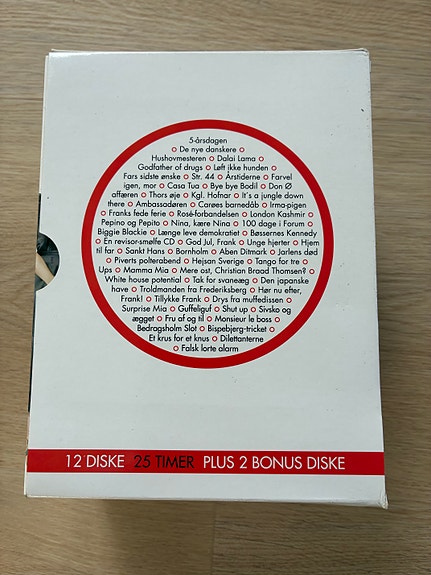 5-årsdagen
De nye danskere
Hushovmesteren Dalai Lama
Godfather of drugs Løft ikke hunden
Fars sidste ønske Str. 44 Årstiderne Farvel
igen, mor Casa Tua Bye bye Bodil Don Ø
affæren Thors øje Kgl. Hofnar It's a jungle down
there Ambassadøren Carøes barnedåb Irma-pigen
Franks fede ferie Rosé-forbandelsen London Kashmir
Pepino og Pepino Nina, kære Nina 100 dage i Forum
Biggie Blackie Længe leve demokratiet Bøssernes Kennedy
En revisor-smølfe CD God Jul, Frank Unge hjerter Hjem
til far Sankt Hans Bornholm Aben Ditmark Jarlens død
Piverts polterabend Hejsan Sverige Tango for tre
Ups Mamma Mia Mere ost, Christian Braad Thomsen?
White house potential Tak for svaneæg Den japanske
have Troldmanden fra Frederiksberg Hør nu efter,
Frank! Tillykke Frank Drys fra muffedissen
Surprise Mia Guffeliguf Shut up Sivsko og
ægget Fru af og til Monsieur le boss
Bedragsholm Slot Bispebjerg-tricket
Et krus for et knus Dilettanterne
Falsk lorte alarm
12 DISKE 25 TIMER PLUS 2 BONUS DISKE